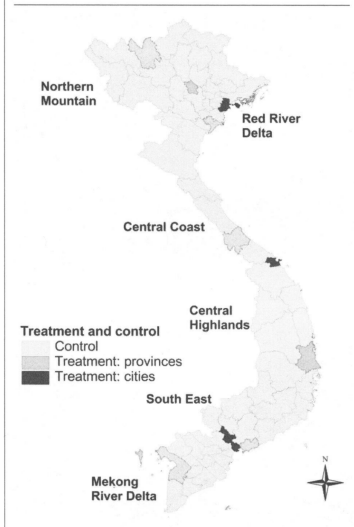 Northern
Mountain
Red River
Delta
Central Coast
Central
Highlands
Treatment and control
Control
Treatment: provinces
Treatment: cities
South East
N
Mekong
River Delta